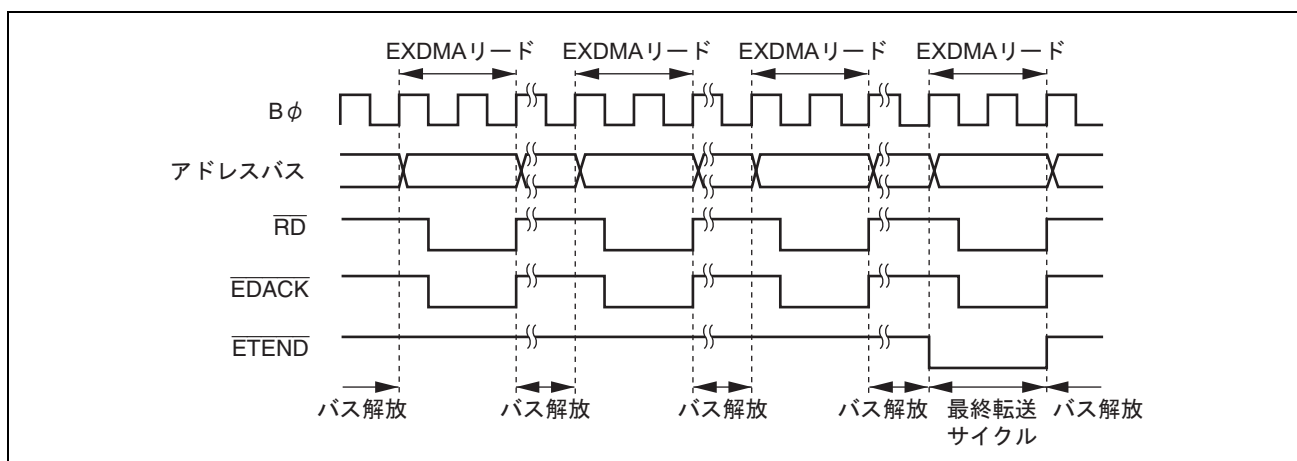 EXDMAリード EXDMAリード EXDMAリード EXDMAリード
Bφ
アドレスバス
RD
EDACK
ETEND
バス解放 バス解放 バス解放 バス解放 最終転送 バス解放
サイクル